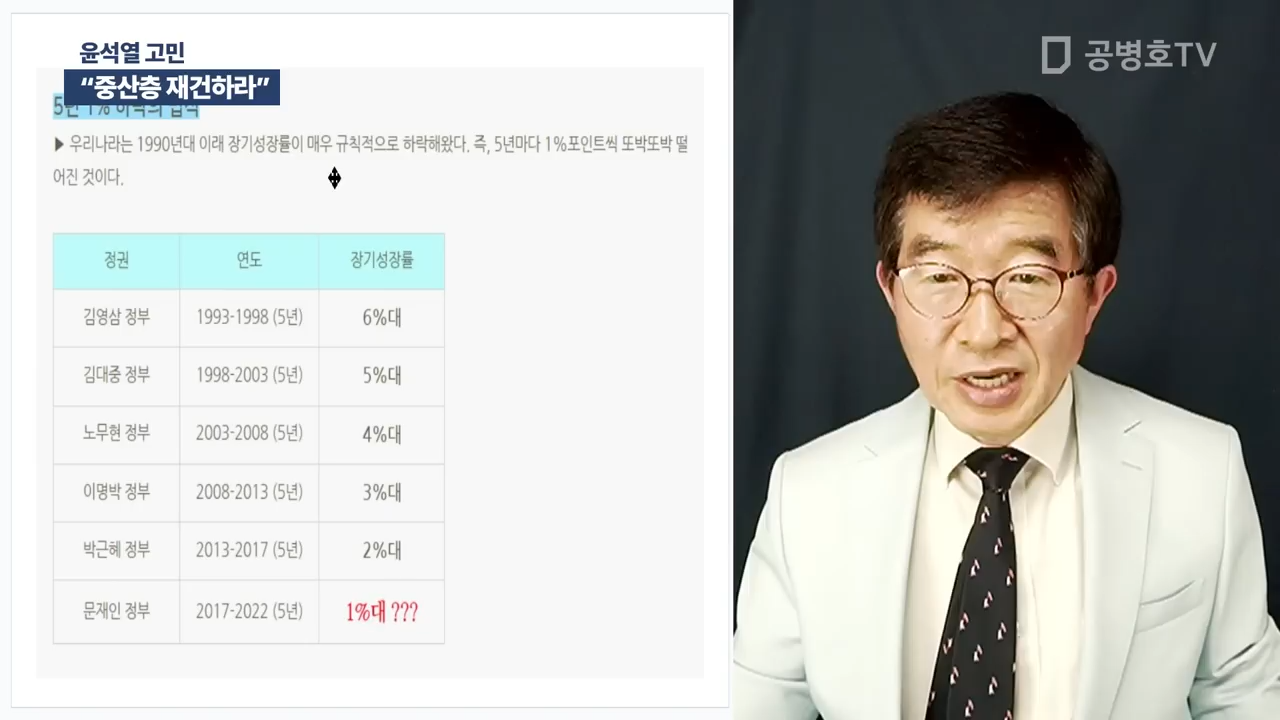 윤석열 고민
“중산층 재건하라”
공병호TV
▶ 우리나라는 1990년대 이래 장기성장률이 매우 규칙적으로 하락해왔다. 즉, 5년마다 1%포인트씩 또박또박 떨
어진 것이다.
정권 연도 장기성장률
김영삼 정부 1993-1998 (5년) 6%대
김대중 정부 1998-2003 (5년) 5%대
노무현 정부 2003-2008 (5년) 4%대
이명박 정부 2008-2013 (5년) 3%대
박근혜 정부 2013-2017 (5년) 2%대
문재인 정부 2017-2022 (5년) 1%대 ???